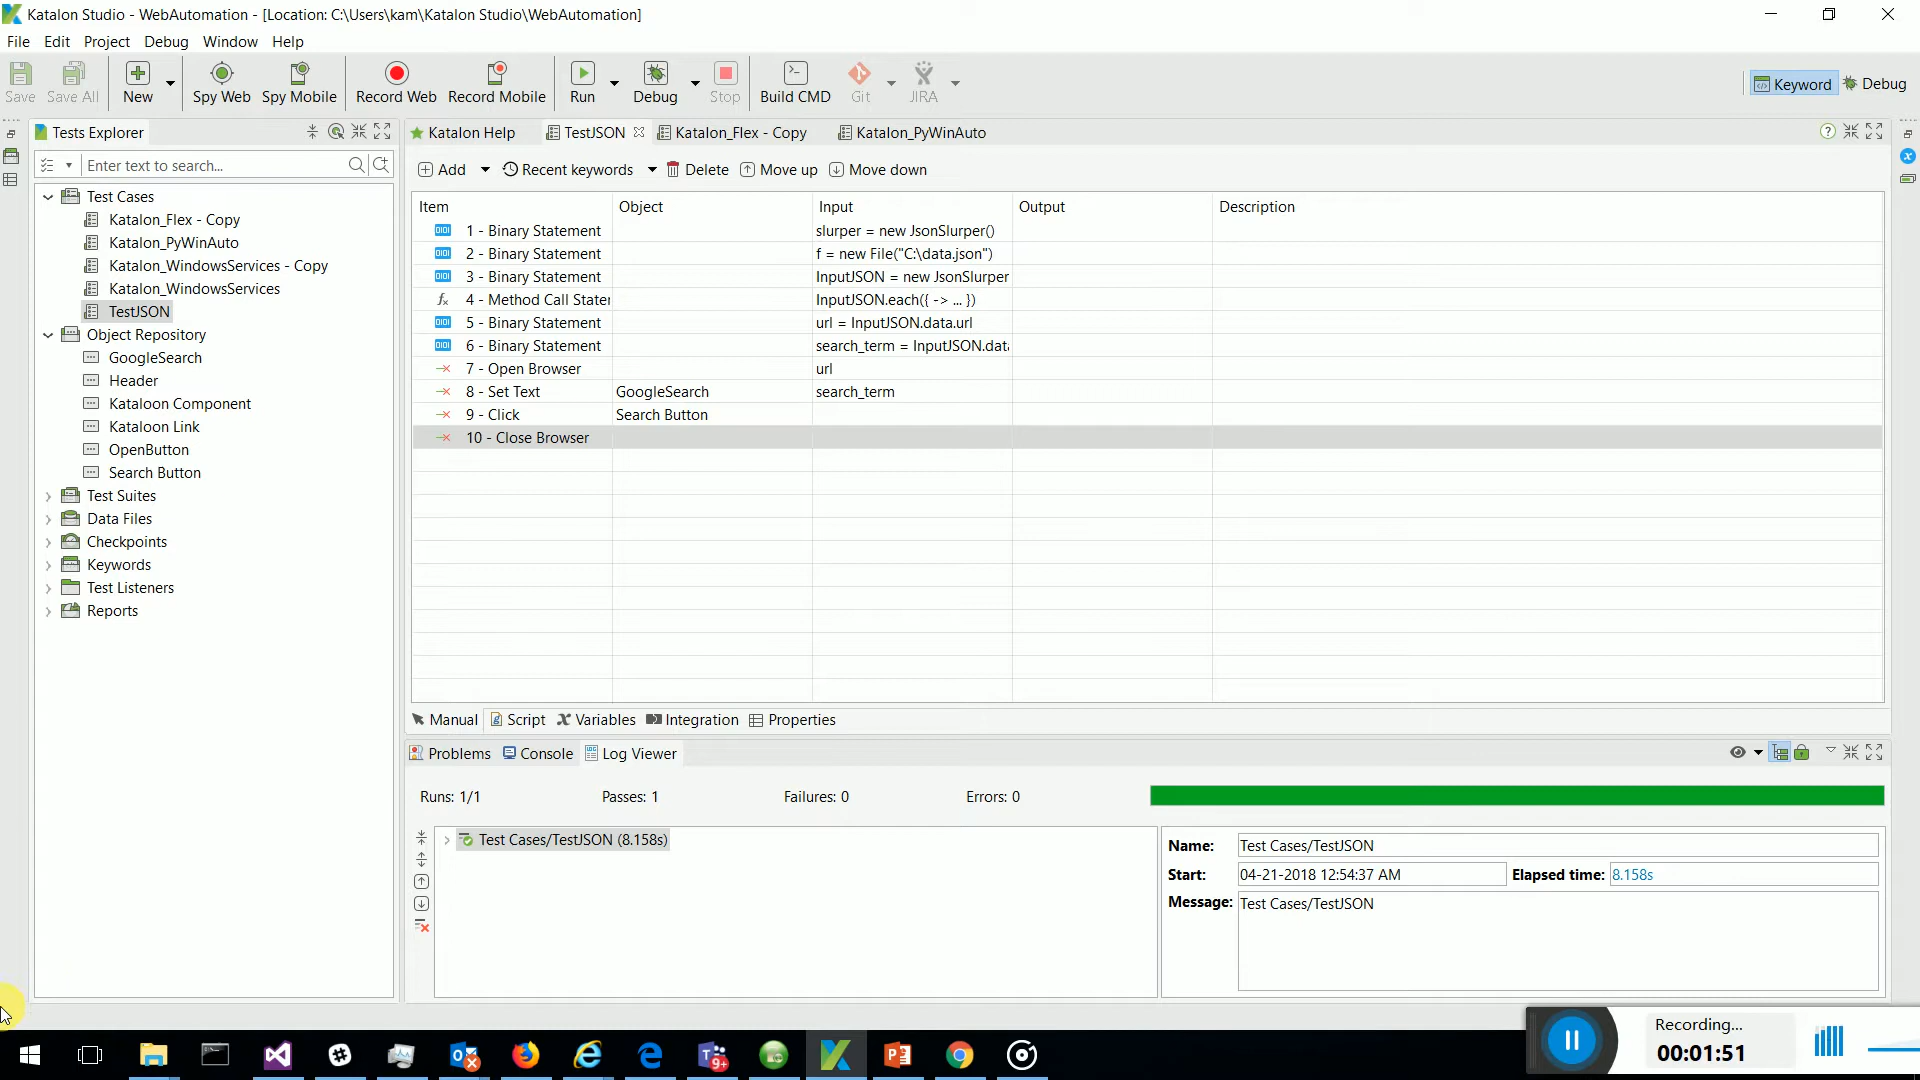 Katalon Studio - WebAutomation - [Location: C:\Users\kam\Katalon Studio\WebAutomation]
File Edit Project Debug Window Help
Save Save All New Spy Web Spy Mobile Record Web Record Mobile Run Debug Stop Build CMD Git JIRA Keyword Debug
Tests Explorer
Enter text to search...
Test Cases
Katalon_Flex - Copy
Katalon_PyWinAuto
Katalon_WindowsServices - Copy
Katalon_WindowsServices
TestJSON
Object Repository
GoogleSearch
Header
Kataloon Component
Kataloon Link
OpenButton
Search Button
Test Suites
Data Files
Checkpoints
Keywords
Test Listeners
Reports
Katalon Help TestJSON Katalon_Flex - Copy Katalon_PyWinAuto
Add Recent keywords Delete Move up Move down
Item Object Input Output Description
1 - Binary Statement slurper = new JsonSlurper()
2 - Binary Statement f = new File("C:\data.json")
3 - Binary Statement InputJSON = new JsonSlurper
4 - Method Call Stater InputJSON.each({ -> ... })
5 - Binary Statement url = InputJSON.data.url
6 - Binary Statement search_term = InputJSON.data
7 - Open Browser url
8 - Set Text GoogleSearch search_term
9 - Click Search Button
10 - Close Browser
Manual Script Variables Integration Properties
Problems Console Log Viewer
Runs: 1/1 Passes: 1 Failures: 0 Errors: 0
Test Cases/TestJSON (8.158s)
Name: Test Cases/TestJSON
Start: 04-21-2018 12:54:37 AM Elapsed time: 8.158s
Message: Test Cases/TestJSON
Recording...
00:01:51
9+